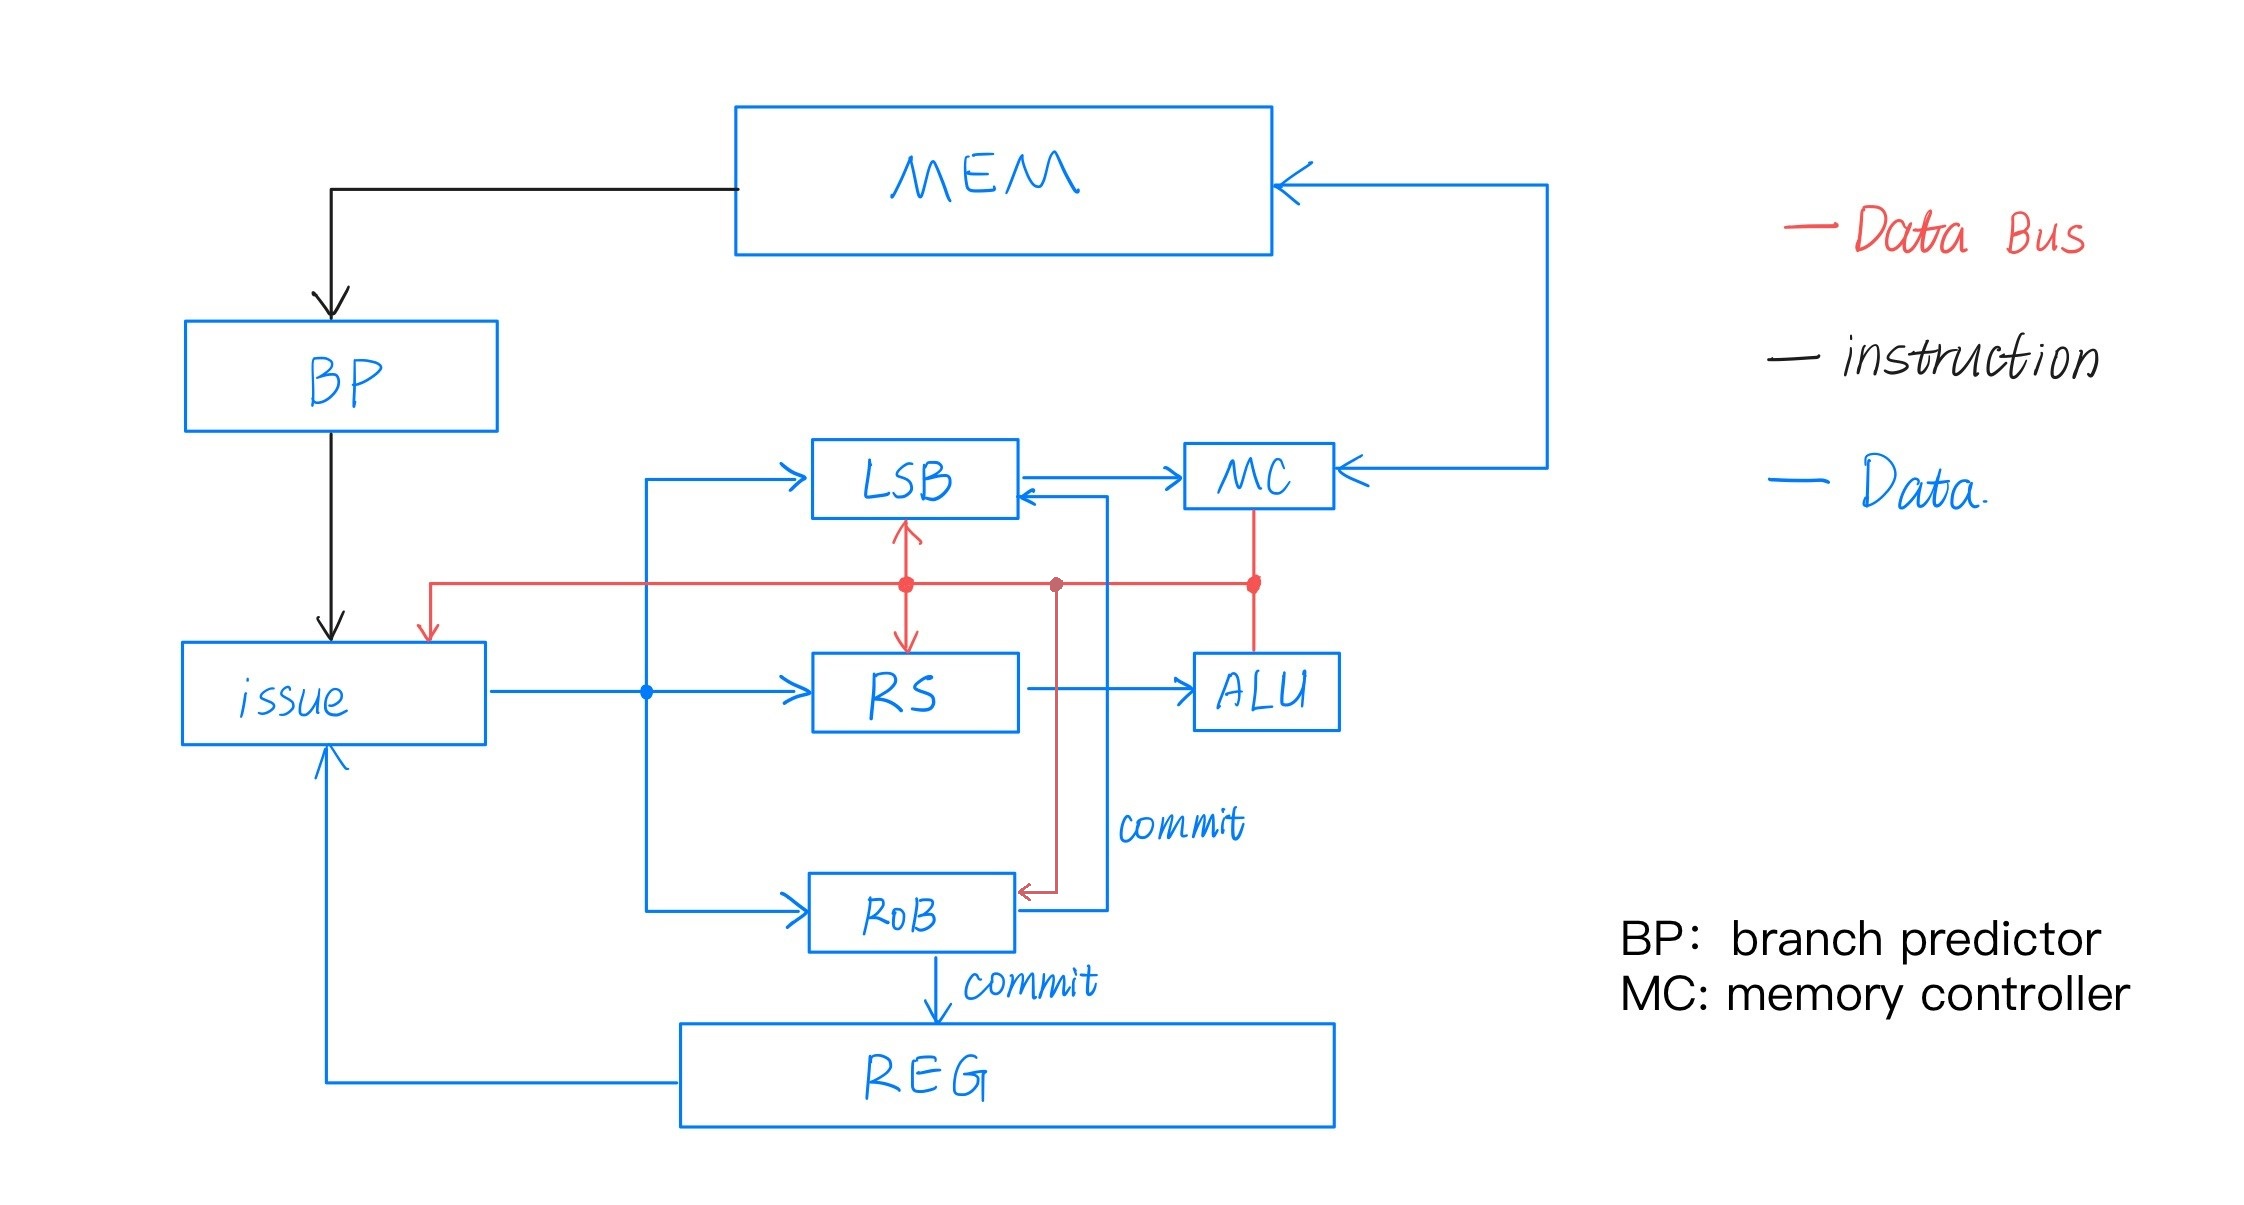 MEM
Data Bus
instruction
BP
LSB
MC
Data.
issue
RS
ALU
commit
RoB
BP： branch predictor
commit
MC: memory controller
REG